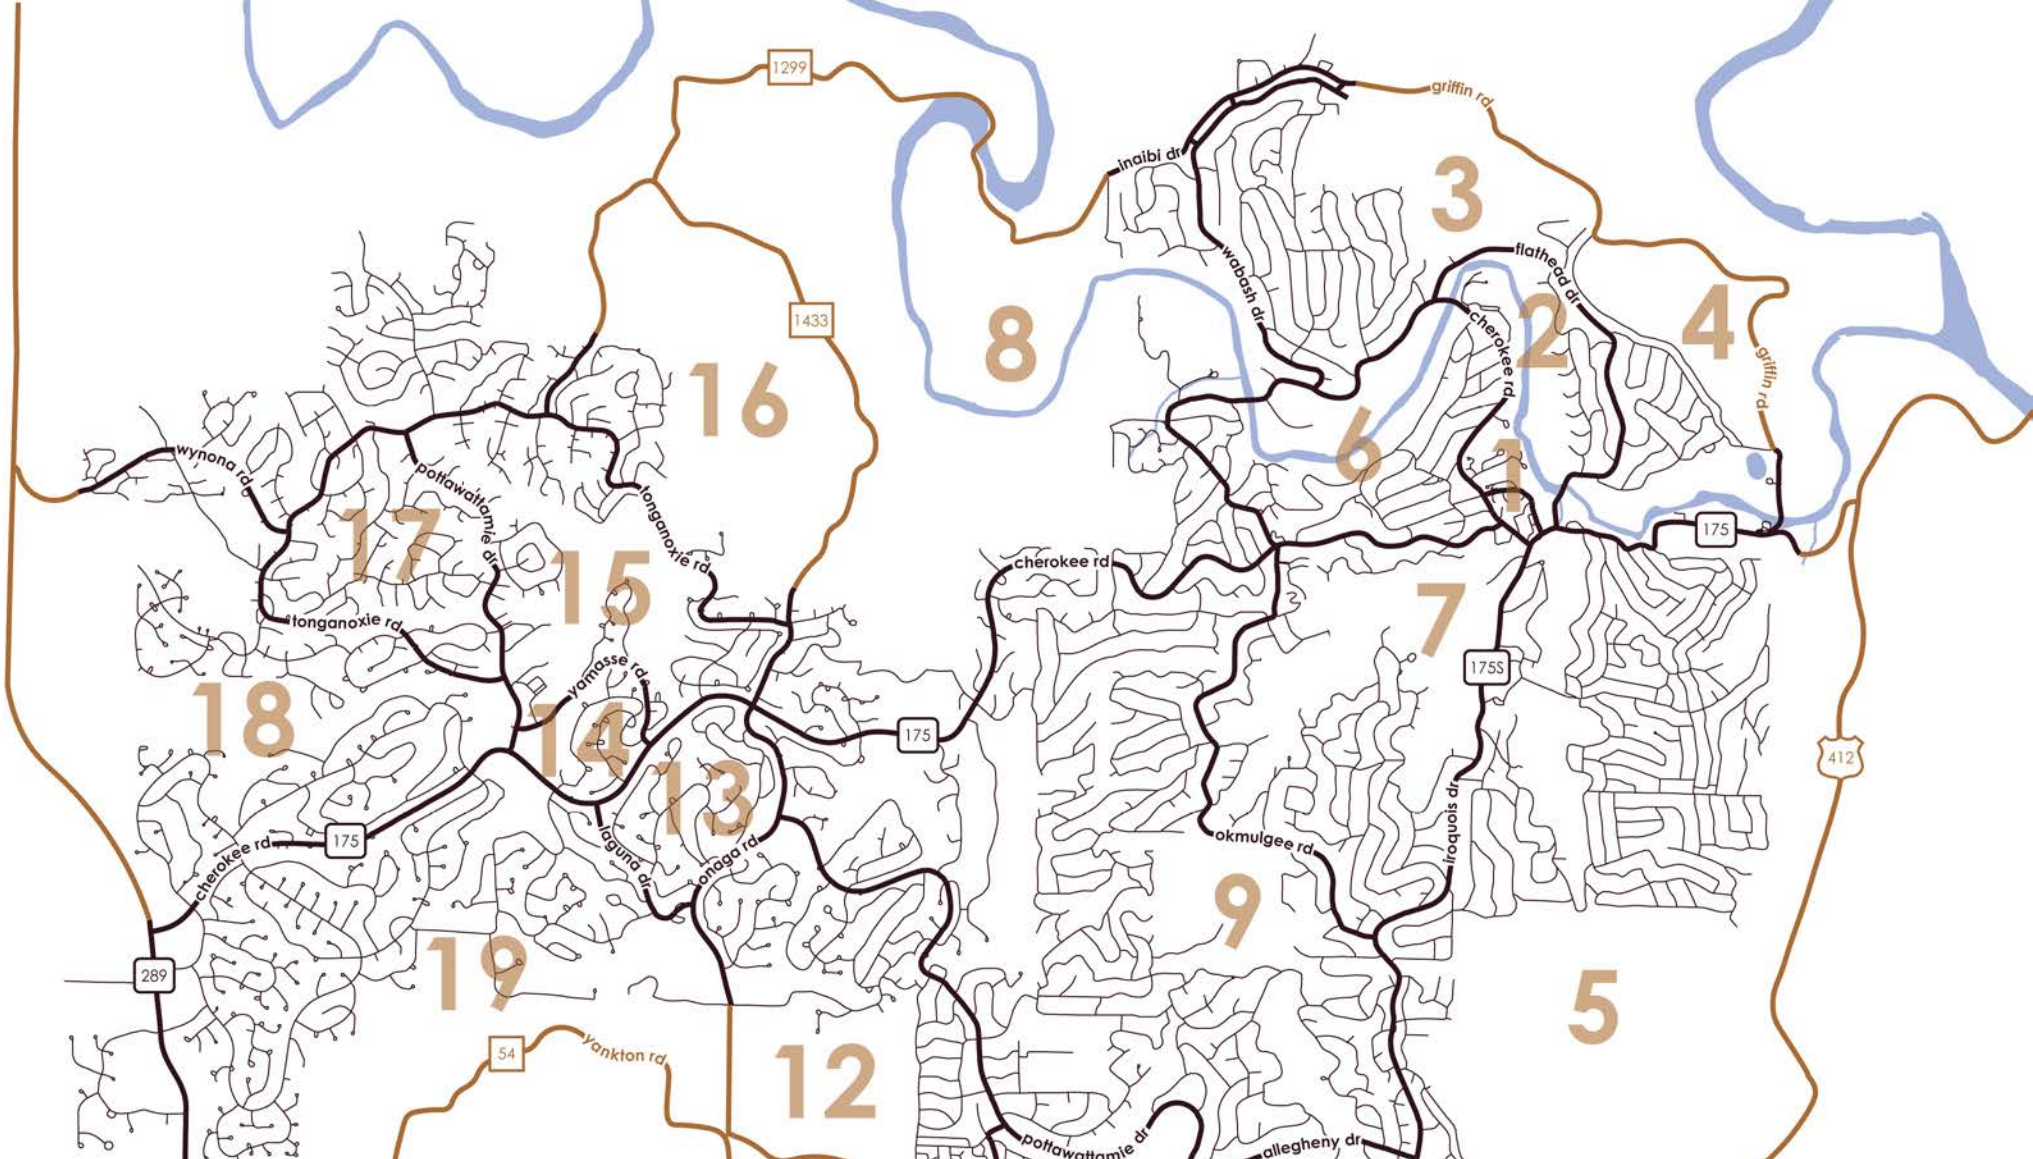 1299
griffin rd
inaibi dr
3
wabash dr
flathead dr
1433
8
2
4
cherokee rd
griffin rd
16
6
1
wynona rd
pottawattamie dr
tonganoxie rd
17
15
175
cherokee rd
7
tonganoxie rd
yamasse rd
175S
18
14
175
412
13
iroquois dr
175
cherokee rd
laguna dr
onaga rd
okmulgee rd
9
289
19
5
54
yankton rd
12
pottawattamie dr
allegheny dr